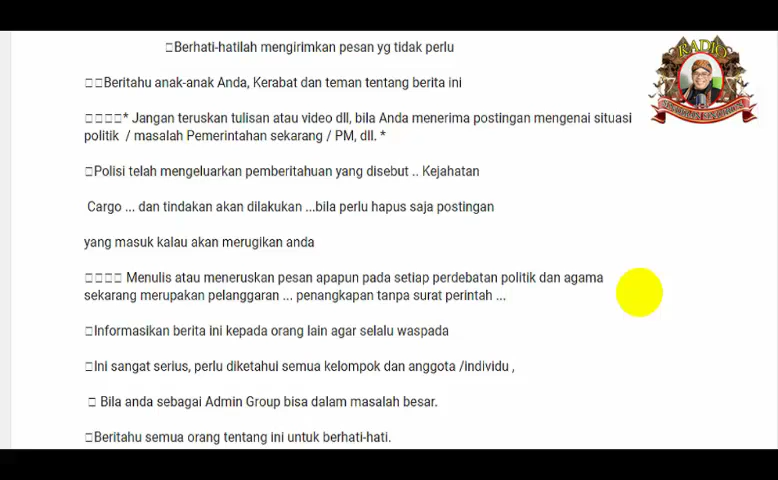 Berhati-hatilah mengirimkan pesan yg tidak perlu
Beritahu anak-anak Anda, Kerabat dan teman tentang berita ini
* Jangan teruskan tulisan atau video dll, bila Anda menerima postingan mengenai situasi
politik / masalah Pemerintahan sekarang / PM, dll. *
Polisi telah mengeluarkan pemberitahuan yang disebut .. Kejahatan
Cargo ... dan tindakan akan dilakukan ...bila perlu hapus saja postingan
yang masuk kalau akan merugikan anda
Menulis atau meneruskan pesan apapun pada setiap perdebatan politik dan agama
sekarang merupakan pelanggaran ... penangkapan tanpa surat perintah ...
Informasikan berita ini kepada orang lain agar selalu waspada
Ini sangat serius, perlu diketahui semua kelompok dan anggota /individu ,
Bila anda sebagai Admin Group bisa dalam masalah besar.
Beritahu semua orang tentang ini untuk berhati-hati.
RADIO